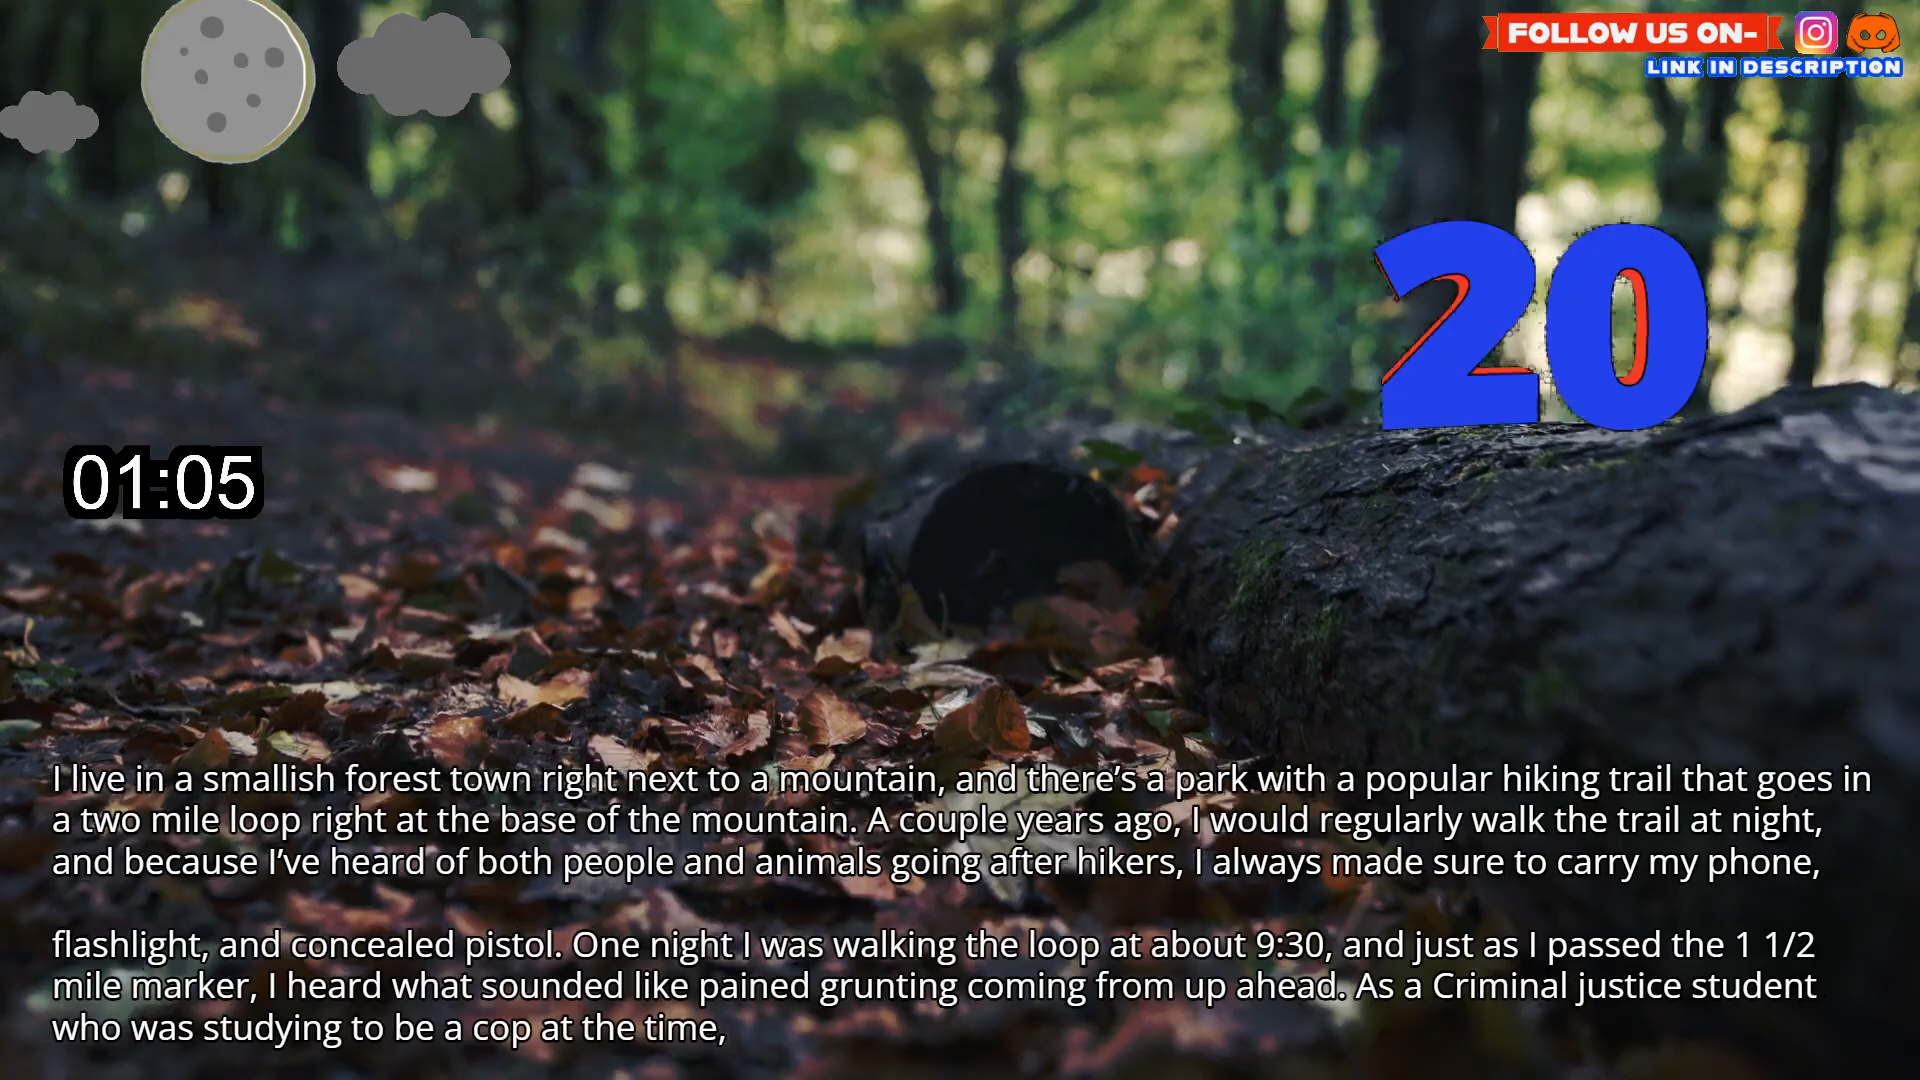 FOLLOW US ON-
LINK IN DESCRIPTION
20
01:05
I live in a smallish forest town right next to a mountain, and there’s a park with a popular hiking trail that goes in
a two mile loop right at the base of the mountain. A couple years ago, I would regularly walk the trail at night,
and because I’ve heard of both people and animals going after hikers, I always made sure to carry my phone,
flashlight, and concealed pistol. One night I was walking the loop at about 9:30, and just as I passed the 1 1/2
mile marker, I heard what sounded like pained grunting coming from up ahead. As a Criminal justice student
who was studying to be a cop at the time,